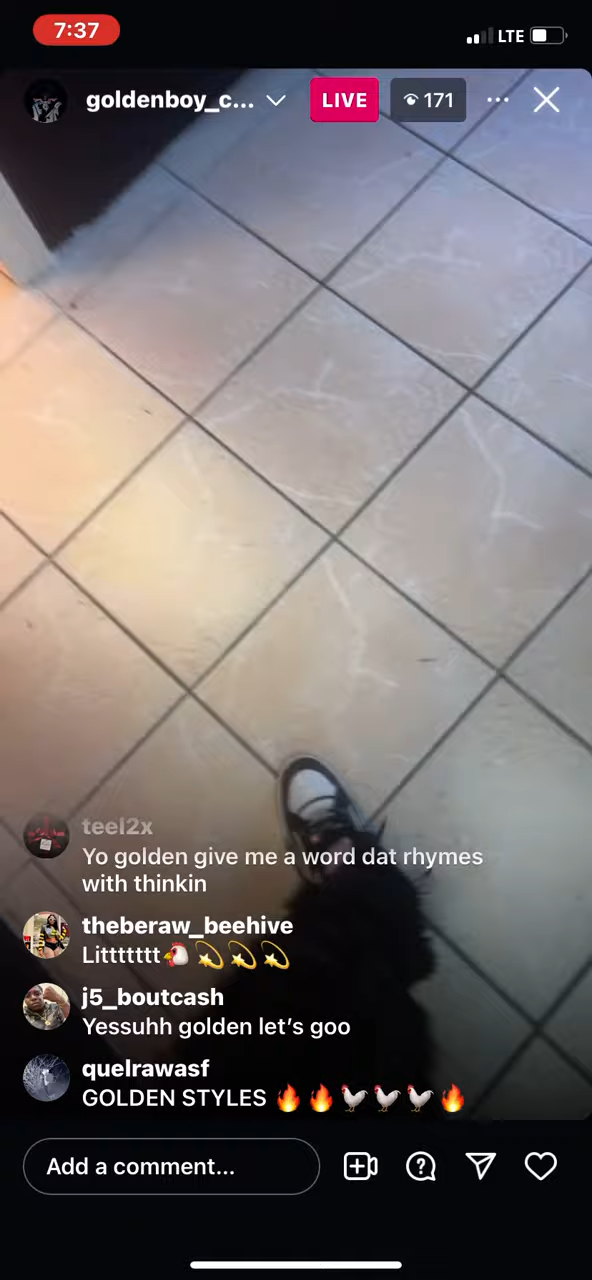 7:37
LTE
goldenboy_c...
LIVE
171
teel2x
Yo golden give me a word dat rhymes
with thinkin
theberaw_beehive
Litttttttt🐔💫💫💫
j5_boutcash
Yessuhh golden let’s goo
quelrawasf
GOLDEN STYLES 🔥🔥🐓🐓🐓🔥
Add a comment...